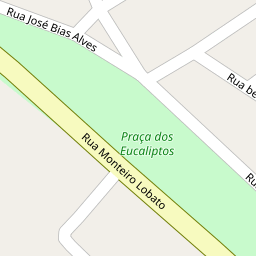 Rua José Bias Alves
Rua be
Praça dos
Eucaliptos
Rua Monteiro Lobato
Ru